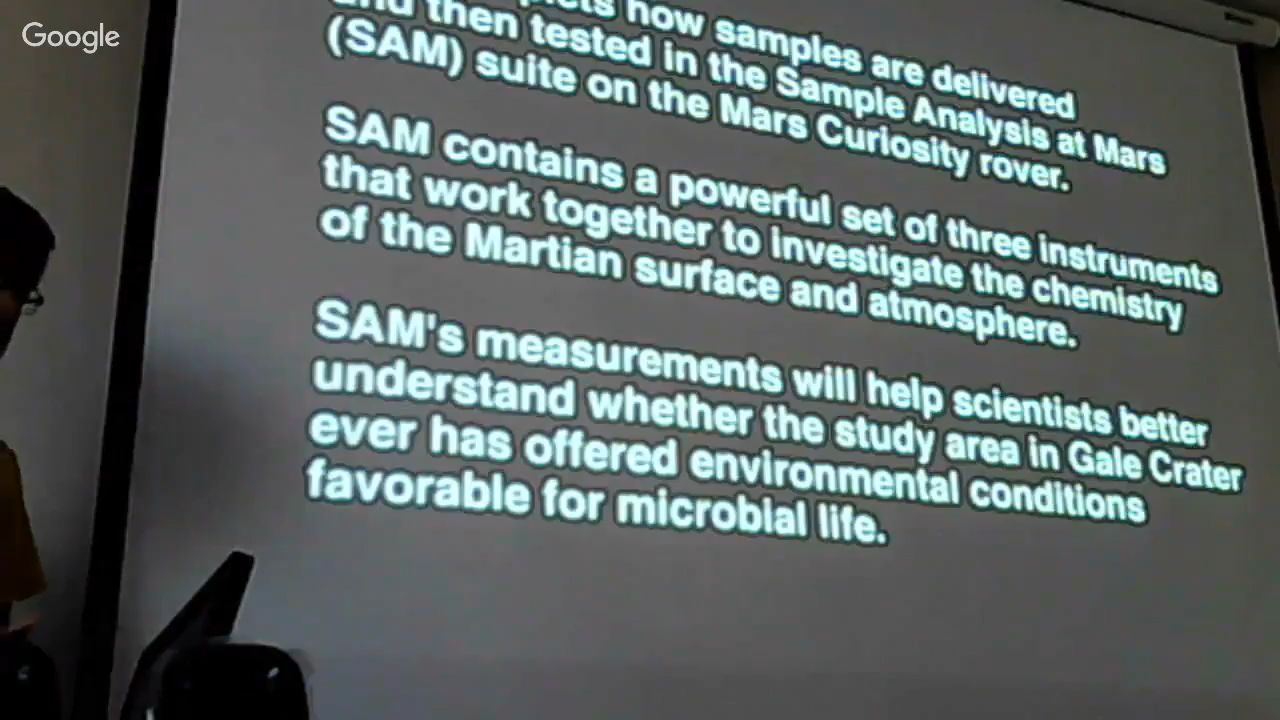 Google
how samples are delivered
then tested in the Sample Analysis at Mars
(SAM) suite on the Mars Curiosity rover.
SAM contains a powerful set of three instruments
that work together to investigate the chemistry
of the Martian surface and atmosphere.
SAM's measurements will help scientists better
understand whether the study area in Gale Crater
ever has offered environmental conditions
favorable for microbial life.